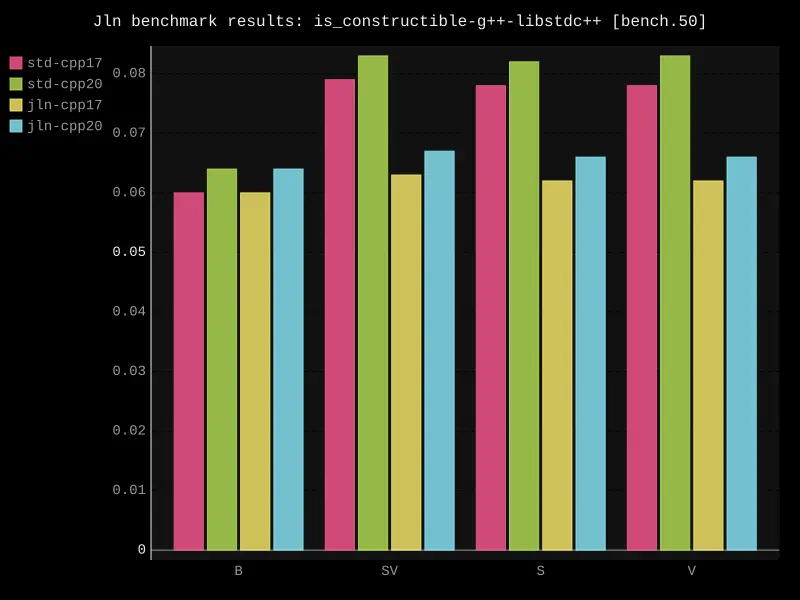 Jln benchmark results: is_constructible-g++-libstdc++ [bench.50]
std-cpp17
std-cpp20
jln-cpp17
jln-cpp20
0.08
0.07
0.06
0.05
0.04
0.03
0.02
0.01
0
B SV S V